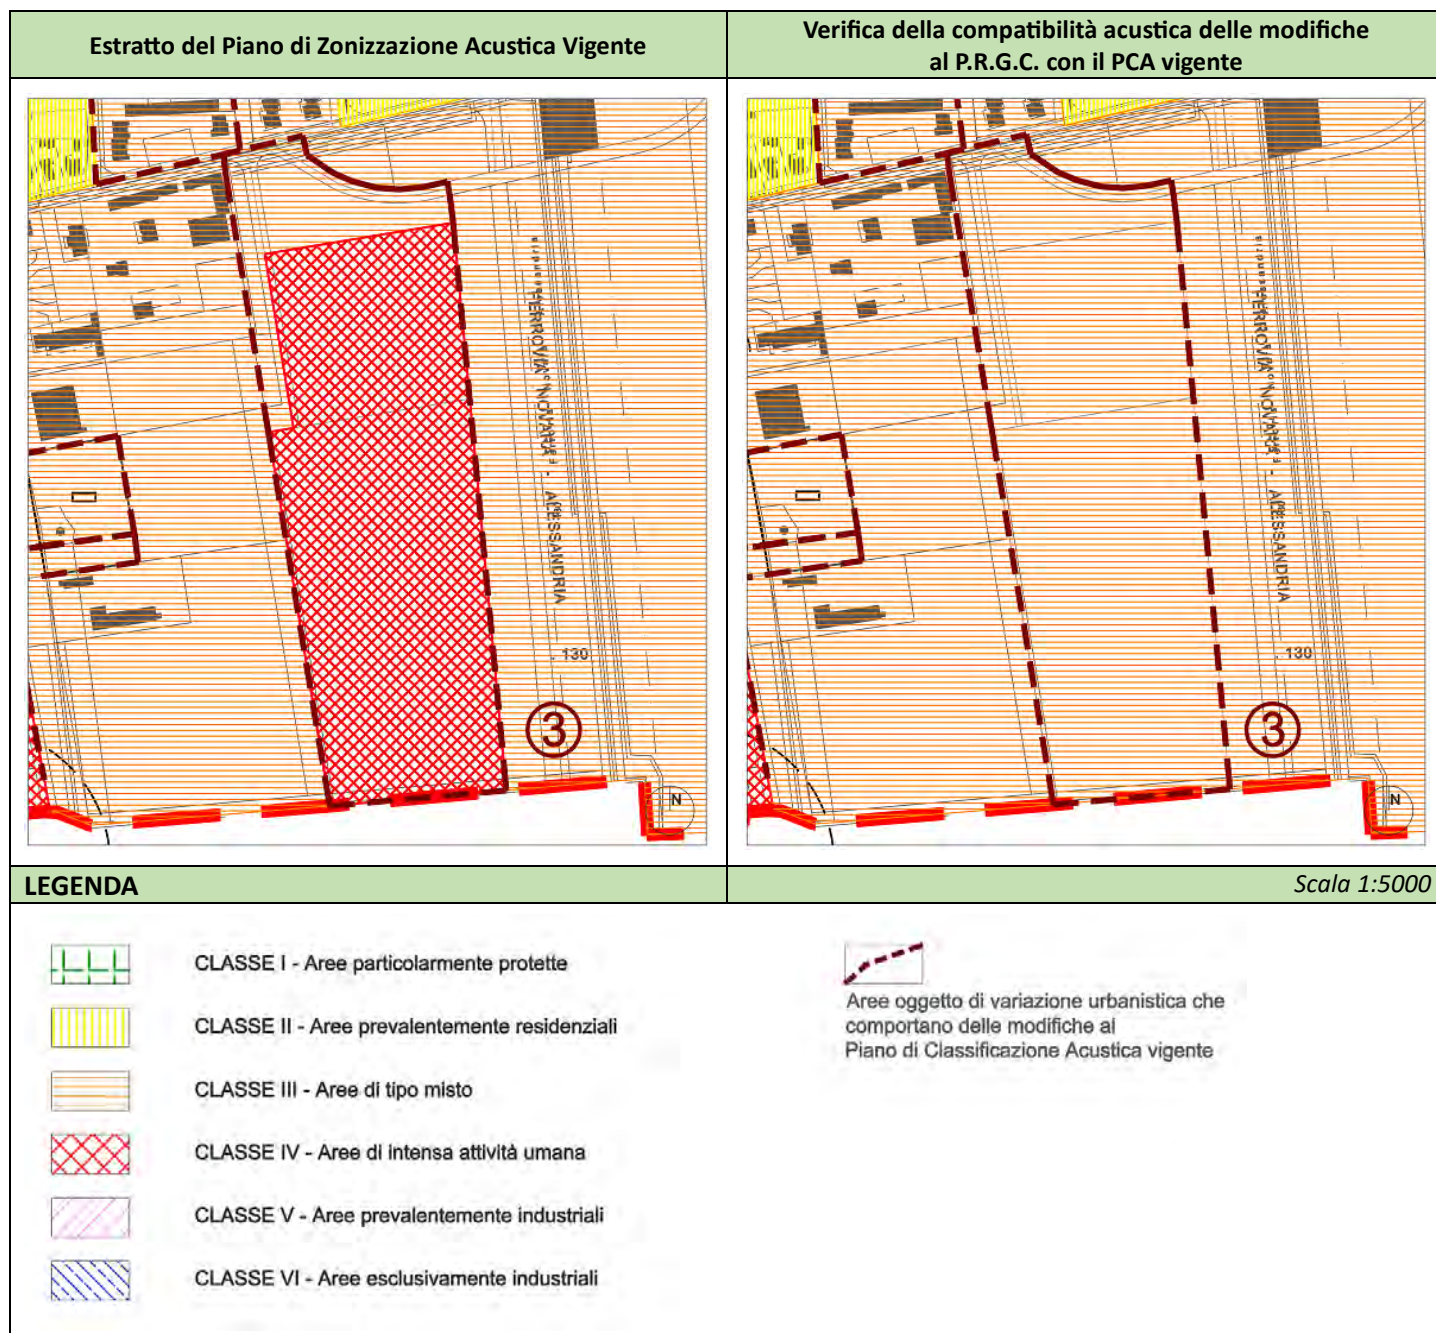 Estratto del Piano di Zonizzazione Acustica Vigente
Verifica della compatibilità acustica delle modifiche
al P.R.G.C. con il PCA vigente
FERROVIA NOVARA - ALESSANDRIA
130
3
N
FERROVIA NOVARA - ALESSANDRIA
130
3
N
LEGENDA
Scala 1:5000
CLASSE I - Aree particolarmente protette
CLASSE II - Aree prevalentemente residenziali
CLASSE III - Aree di tipo misto
CLASSE IV - Aree di intensa attività umana
CLASSE V - Aree prevalentemente industriali
CLASSE VI - Aree esclusivamente industriali
Aree oggetto di variazione urbanistica che
comportano delle modifiche al
Piano di Classificazione Acustica vigente